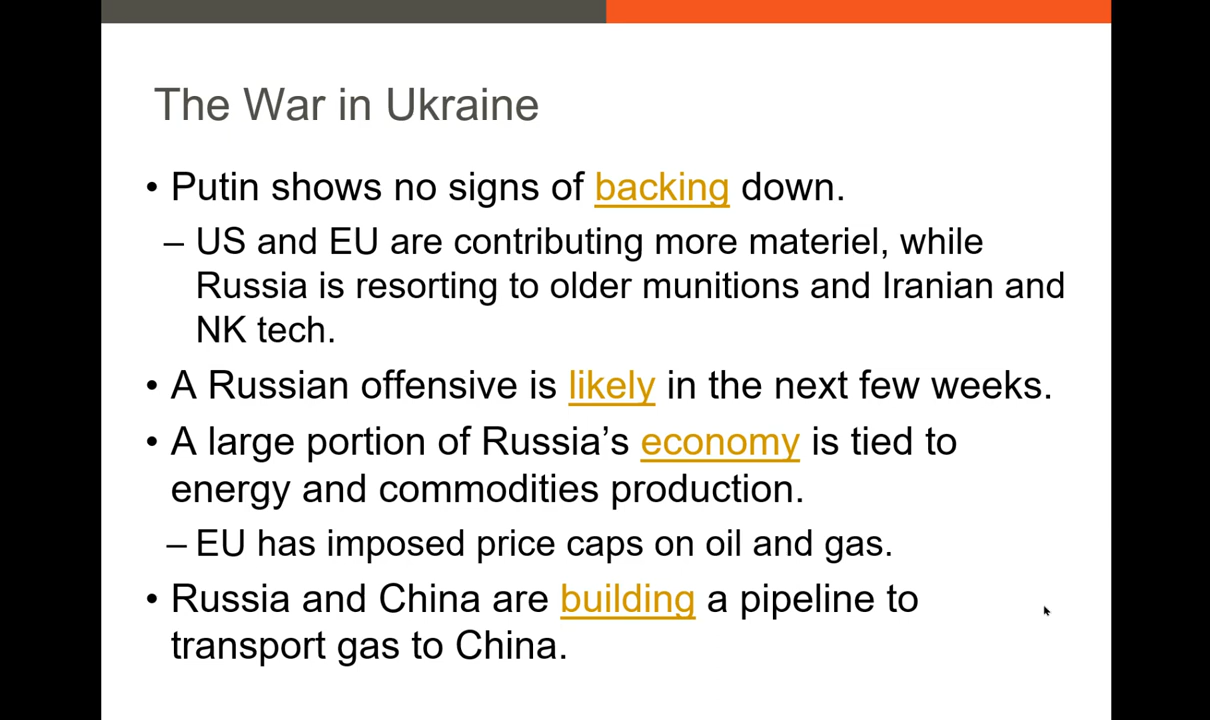 The War in Ukraine
• Putin shows no signs of backing down.
– US and EU are contributing more materiel, while
Russia is resorting to older munitions and Iranian and
NK tech.
• A Russian offensive is likely in the next few weeks.
• A large portion of Russia’s economy is tied to
energy and commodities production.
– EU has imposed price caps on oil and gas.
• Russia and China are building a pipeline to
transport gas to China.